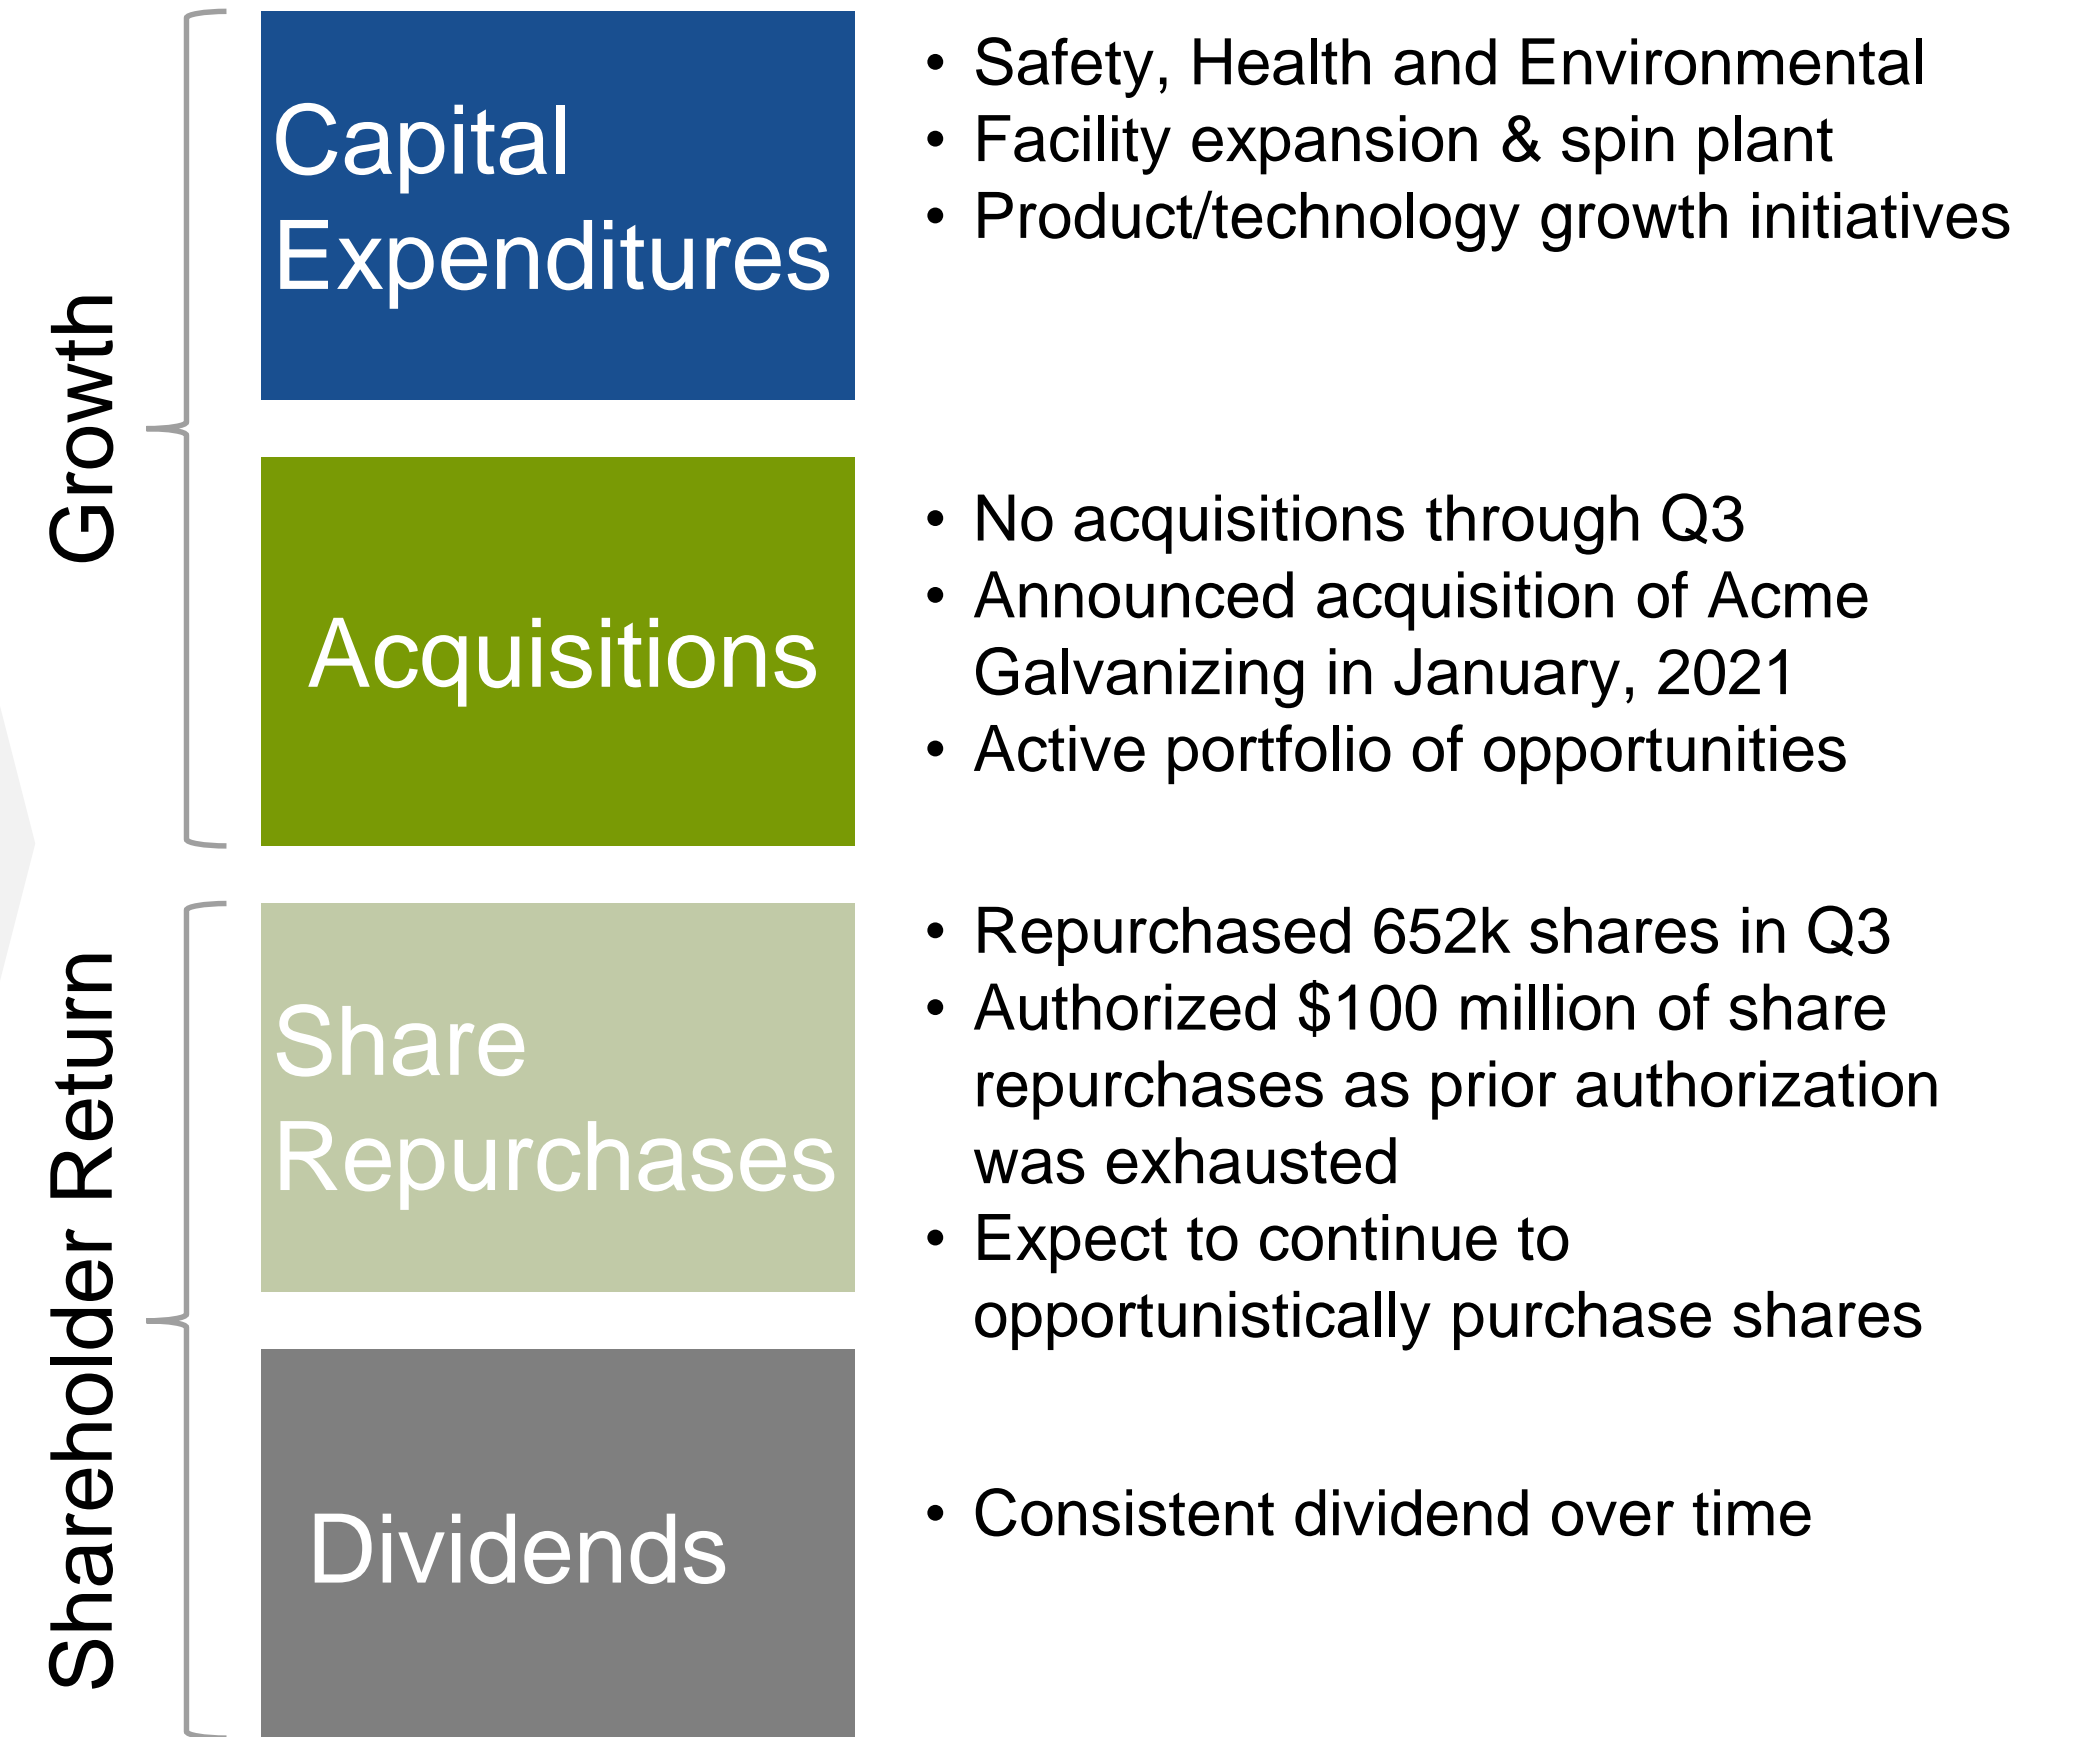 Growth
Capital
Expenditures
• Safety, Health and Environmental
• Facility expansion & spin plant
• Product/technology growth initiatives
Acquisitions
• No acquisitions through Q3
• Announced acquisition of Acme
Galvanizing in January, 2021
• Active portfolio of opportunities
Shareholder Return
Share
Repurchases
• Repurchased 652k shares in Q3
• Authorized $100 million of share
repurchases as prior authorization
was exhausted
• Expect to continue to
opportunistically purchase shares
Dividends
• Consistent dividend over time